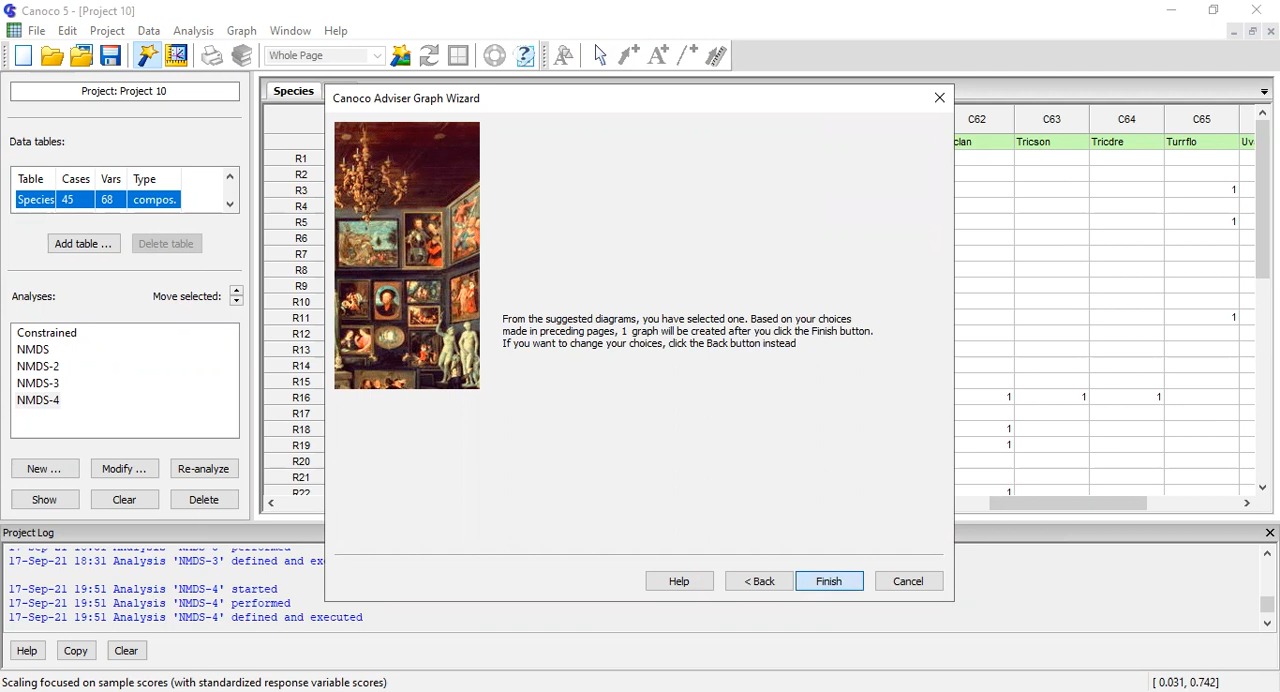 Canoco 5 - [Project 10]
File Edit Project Data Analysis Graph Window Help
Whole Page
Project: Project 10
Data tables:
Table Cases Vars Type
Species 45 68 compos.
Add table ... Delete table
Analyses: Move selected:
Constrained
NMDS
NMDS-2
NMDS-3
NMDS-4
New ... Modify ... Re-analyze
Show Clear Delete
Species
Canoco Adviser Graph Wizard
From the suggested diagrams, you have selected one. Based on your choices
made in preceding pages, 1 graph will be created after you click the Finish button.
If you want to change your choices, click the Back button instead
Help < Back Finish Cancel
C62 C63 C64 C65
clan Tricson Tricdre Turrflo Uv
R1
R2
R3 1
R4
R5 1
R6
R7
R8
R9
R10
R11 1
R12
R13
R14
R15
R16 1 1 1
R17
R18 1
R19 1
R20
R21
R22 1
Project Log
17-Sep-21 18:31 Analysis 'NMDS-3' defined and exe
17-Sep-21 19:51 Analysis 'NMDS-4' started
17-Sep-21 19:51 Analysis 'NMDS-4' performed
17-Sep-21 19:51 Analysis 'NMDS-4' defined and executed
Help Copy Clear
Scaling focused on sample scores (with standardized response variable scores) [ 0.031, 0.742]